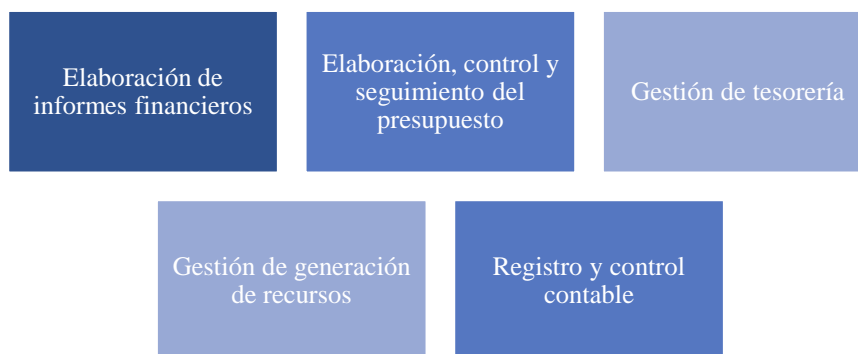 Elaboración de
informes financieros
Elaboración, control y
seguimiento del
presupuesto
Gestión de tesorería
Gestión de generación
de recursos
Registro y control
contable